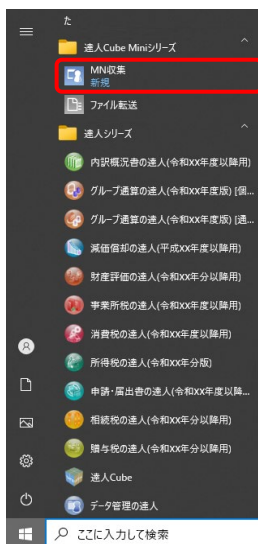 た
達人Cube Miniシリーズ
MN収集
新規
ファイル転送
達人シリーズ
内訳概況書の達人(令和XX年度以降用)
グループ通算の達人(令和XX年度版) [個...
グループ通算の達人(令和XX年度版) [通...
減価償却の達人(平成XX年度以降用)
財産評価の達人(令和XX年分以降用)
事業所税の達人(令和XX年度以降用)
消費税の達人(令和XX年度以降用)
所得税の達人(令和XX年分版)
申請・届出書の達人(令和XX年度以降...
相続税の達人(令和XX年分以降用)
贈与税の達人(令和XX年分以降用)
達人Cube
データ管理の達人
ここに入力して検索